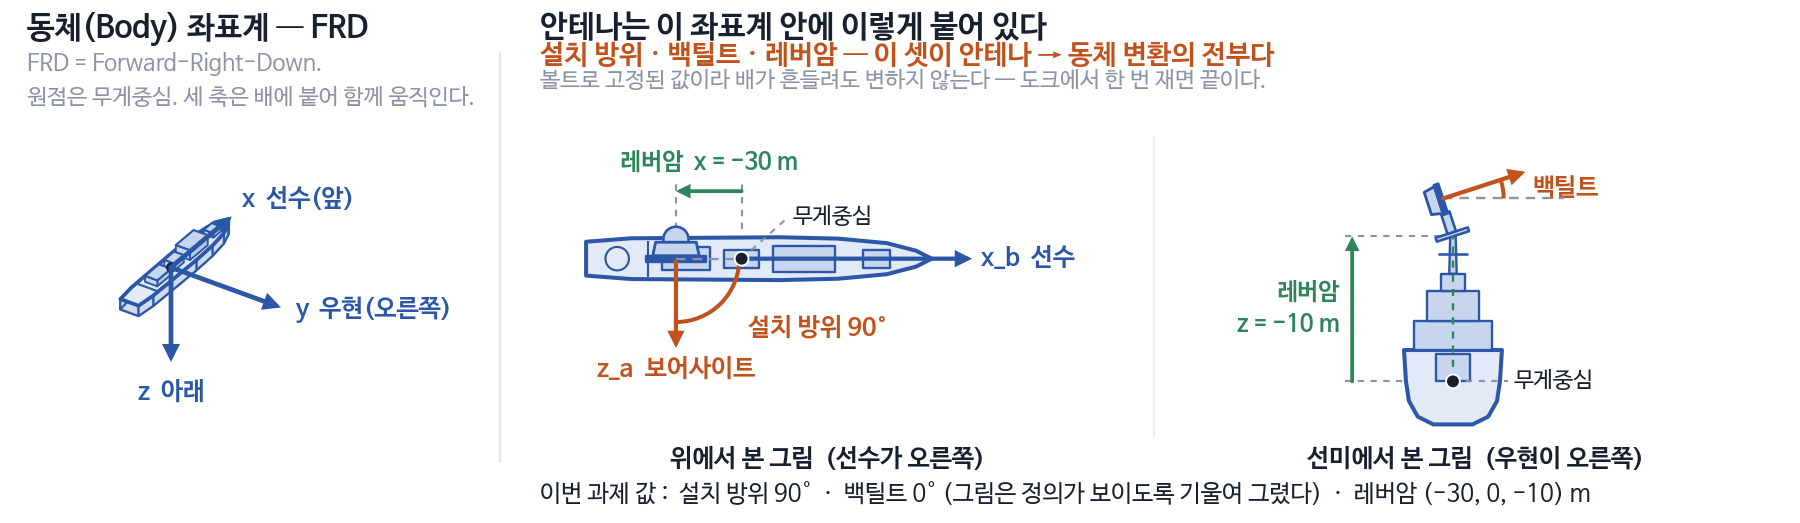 동체(Body) 좌표계 — FRD
FRD = Forward-Right-Down.
원점은 무게중심. 세 축은 배에 붙어 함께 움직인다.
x 선수(앞)
y 우현(오른쪽)
z 아래
안테나는 이 좌표계 안에 이렇게 붙어 있다
설치 방위 · 백틸트 · 레버암 — 이 셋이 안테나 → 동체 변환의 전부다
볼트로 고정된 값이라 배가 흔들려도 변하지 않는다 — 도크에서 한 번 재면 끝이다.
레버암 x = −30 m
무게중심
x_b 선수
설치 방위 90°
z_a 보어사이트
위에서 본 그림 (선수가 오른쪽)
백틸트
레버암
z = −10 m
무게중심
선미에서 본 그림 (우현이 오른쪽)
이번 과제 값 : 설치 방위 90° · 백틸트 0° (그림은 정의가 보이도록 기울여 그렸다) · 레버암 (−30, 0, −10) m